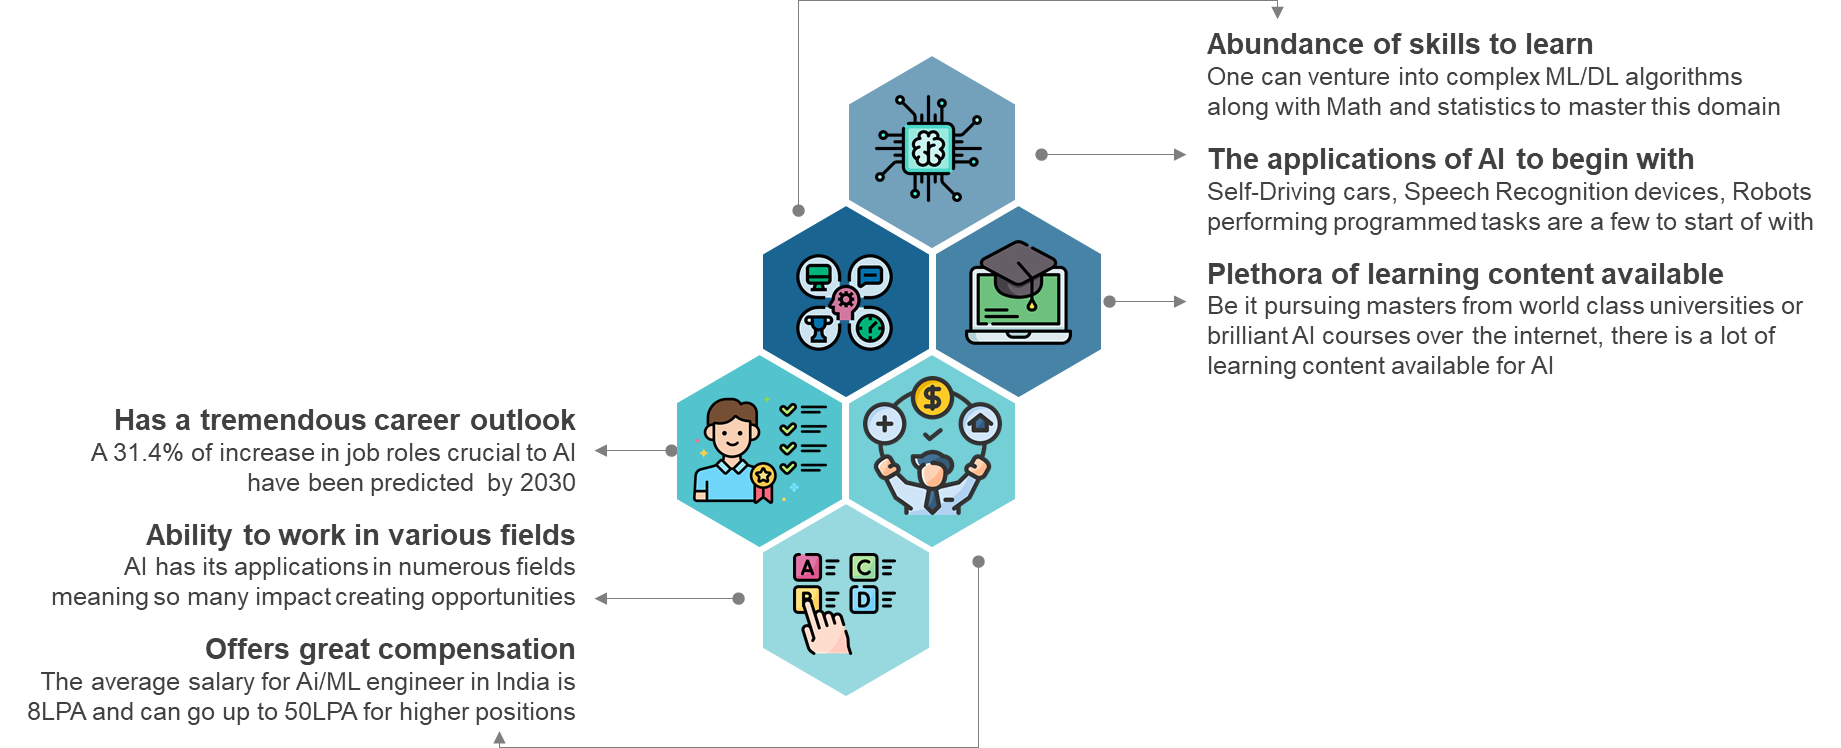 Abundance of skills to learn
One can venture into complex ML/DL algorithms
along with Math and statistics to master this domain
The applications of AI to begin with
Self-Driving cars, Speech Recognition devices, Robots
performing programmed tasks are a few to start of with
Plethora of learning content available
Be it pursuing masters from world class universities or
brilliant AI courses over the internet, there is a lot of
learning content available for AI
$
Has a tremendous career outlook
A 31.4% of increase in job roles crucial to AI
have been predicted by 2030
Ability to work in various fields
AI has its applications in numerous fields
meaning so many impact creating opportunities
Offers great compensation
The average salary for Ai/ML engineer in India is
8LPA and can go up to 50LPA for higher positions
A C
B D